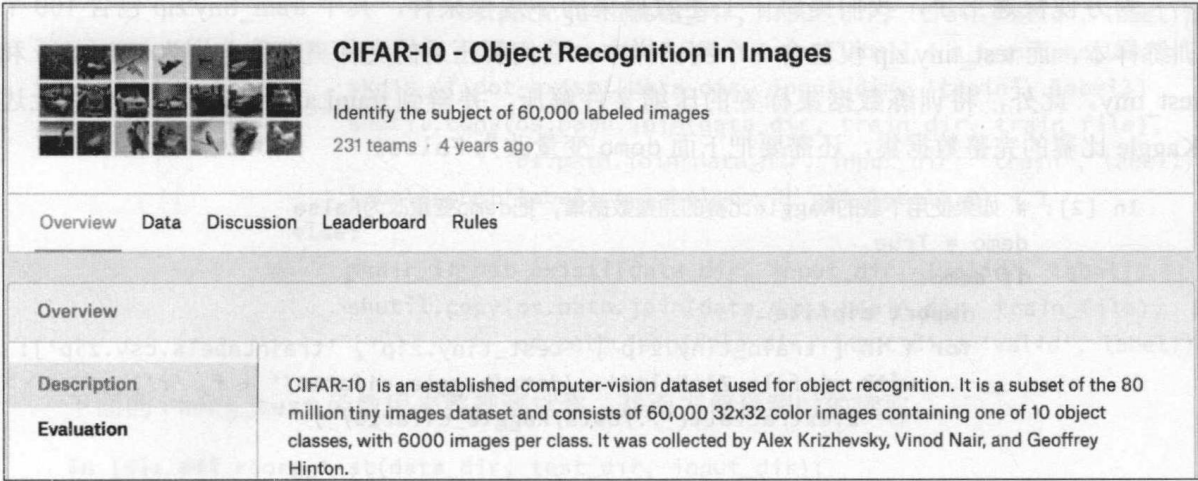 CIFAR-10 - Object Recognition in Images
Identify the subject of 60,000 labeled images
231 teams · 4 years ago
Overview Data Discussion Leaderboard Rules
Overview
Description
Evaluation
CIFAR-10 is an established computer-vision dataset used for object recognition. It is a subset of the 80
million tiny images dataset and consists of 60,000 32x32 color images containing one of 10 object
classes, with 6000 images per class. It was collected by Alex Krizhevsky, Vinod Nair, and Geoffrey
Hinton.